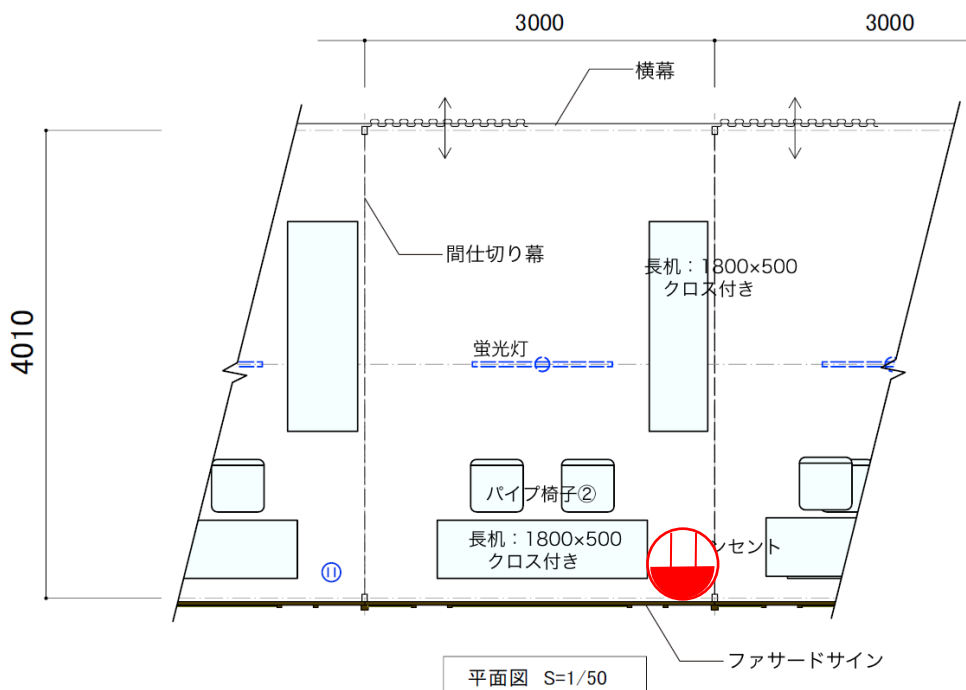 3000
3000
横幕
間仕切り幕
長机：1800×500
クロス付き
4010
蛍光灯
パイプ椅子②
長机：1800×500
クロス付き
ンセント
ファサードサイン
平面図 S=1/50